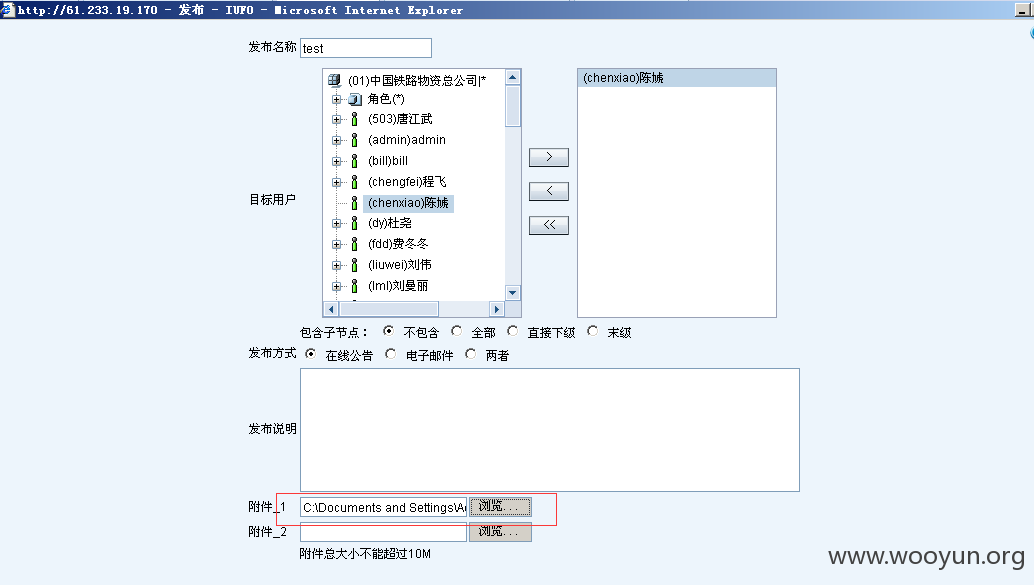 http://61.233.19.170 - 发布 - IUFO - Microsoft Internet Explorer
发布名称 test
(01)中国铁路物资总公司|*
角色(*)
(503)唐江武
(admin)admin
(bill)bill
(chengfei)程飞
(chenxiao)陈虓
(dy)杜尧
(fdd)费冬冬
(liuwei)刘伟
(lml)刘曼丽
目标用户
>
<
<<
(chenxiao)陈虓
包含子节点： 不包含 全部 直接下级 末级
发布方式 在线公告 电子邮件 两者
发布说明
附件_1 C:\Documents and Settings\A 浏览...
附件_2 浏览...
附件总大小不能超过10M
www.wooyun.org